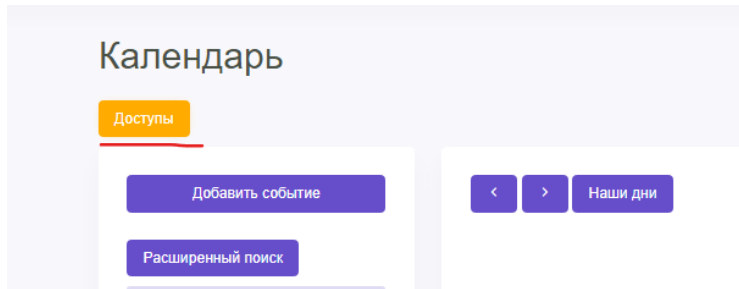 Календарь
Доступы
Добавить событие
< > Наши дни
Расширенный поиск